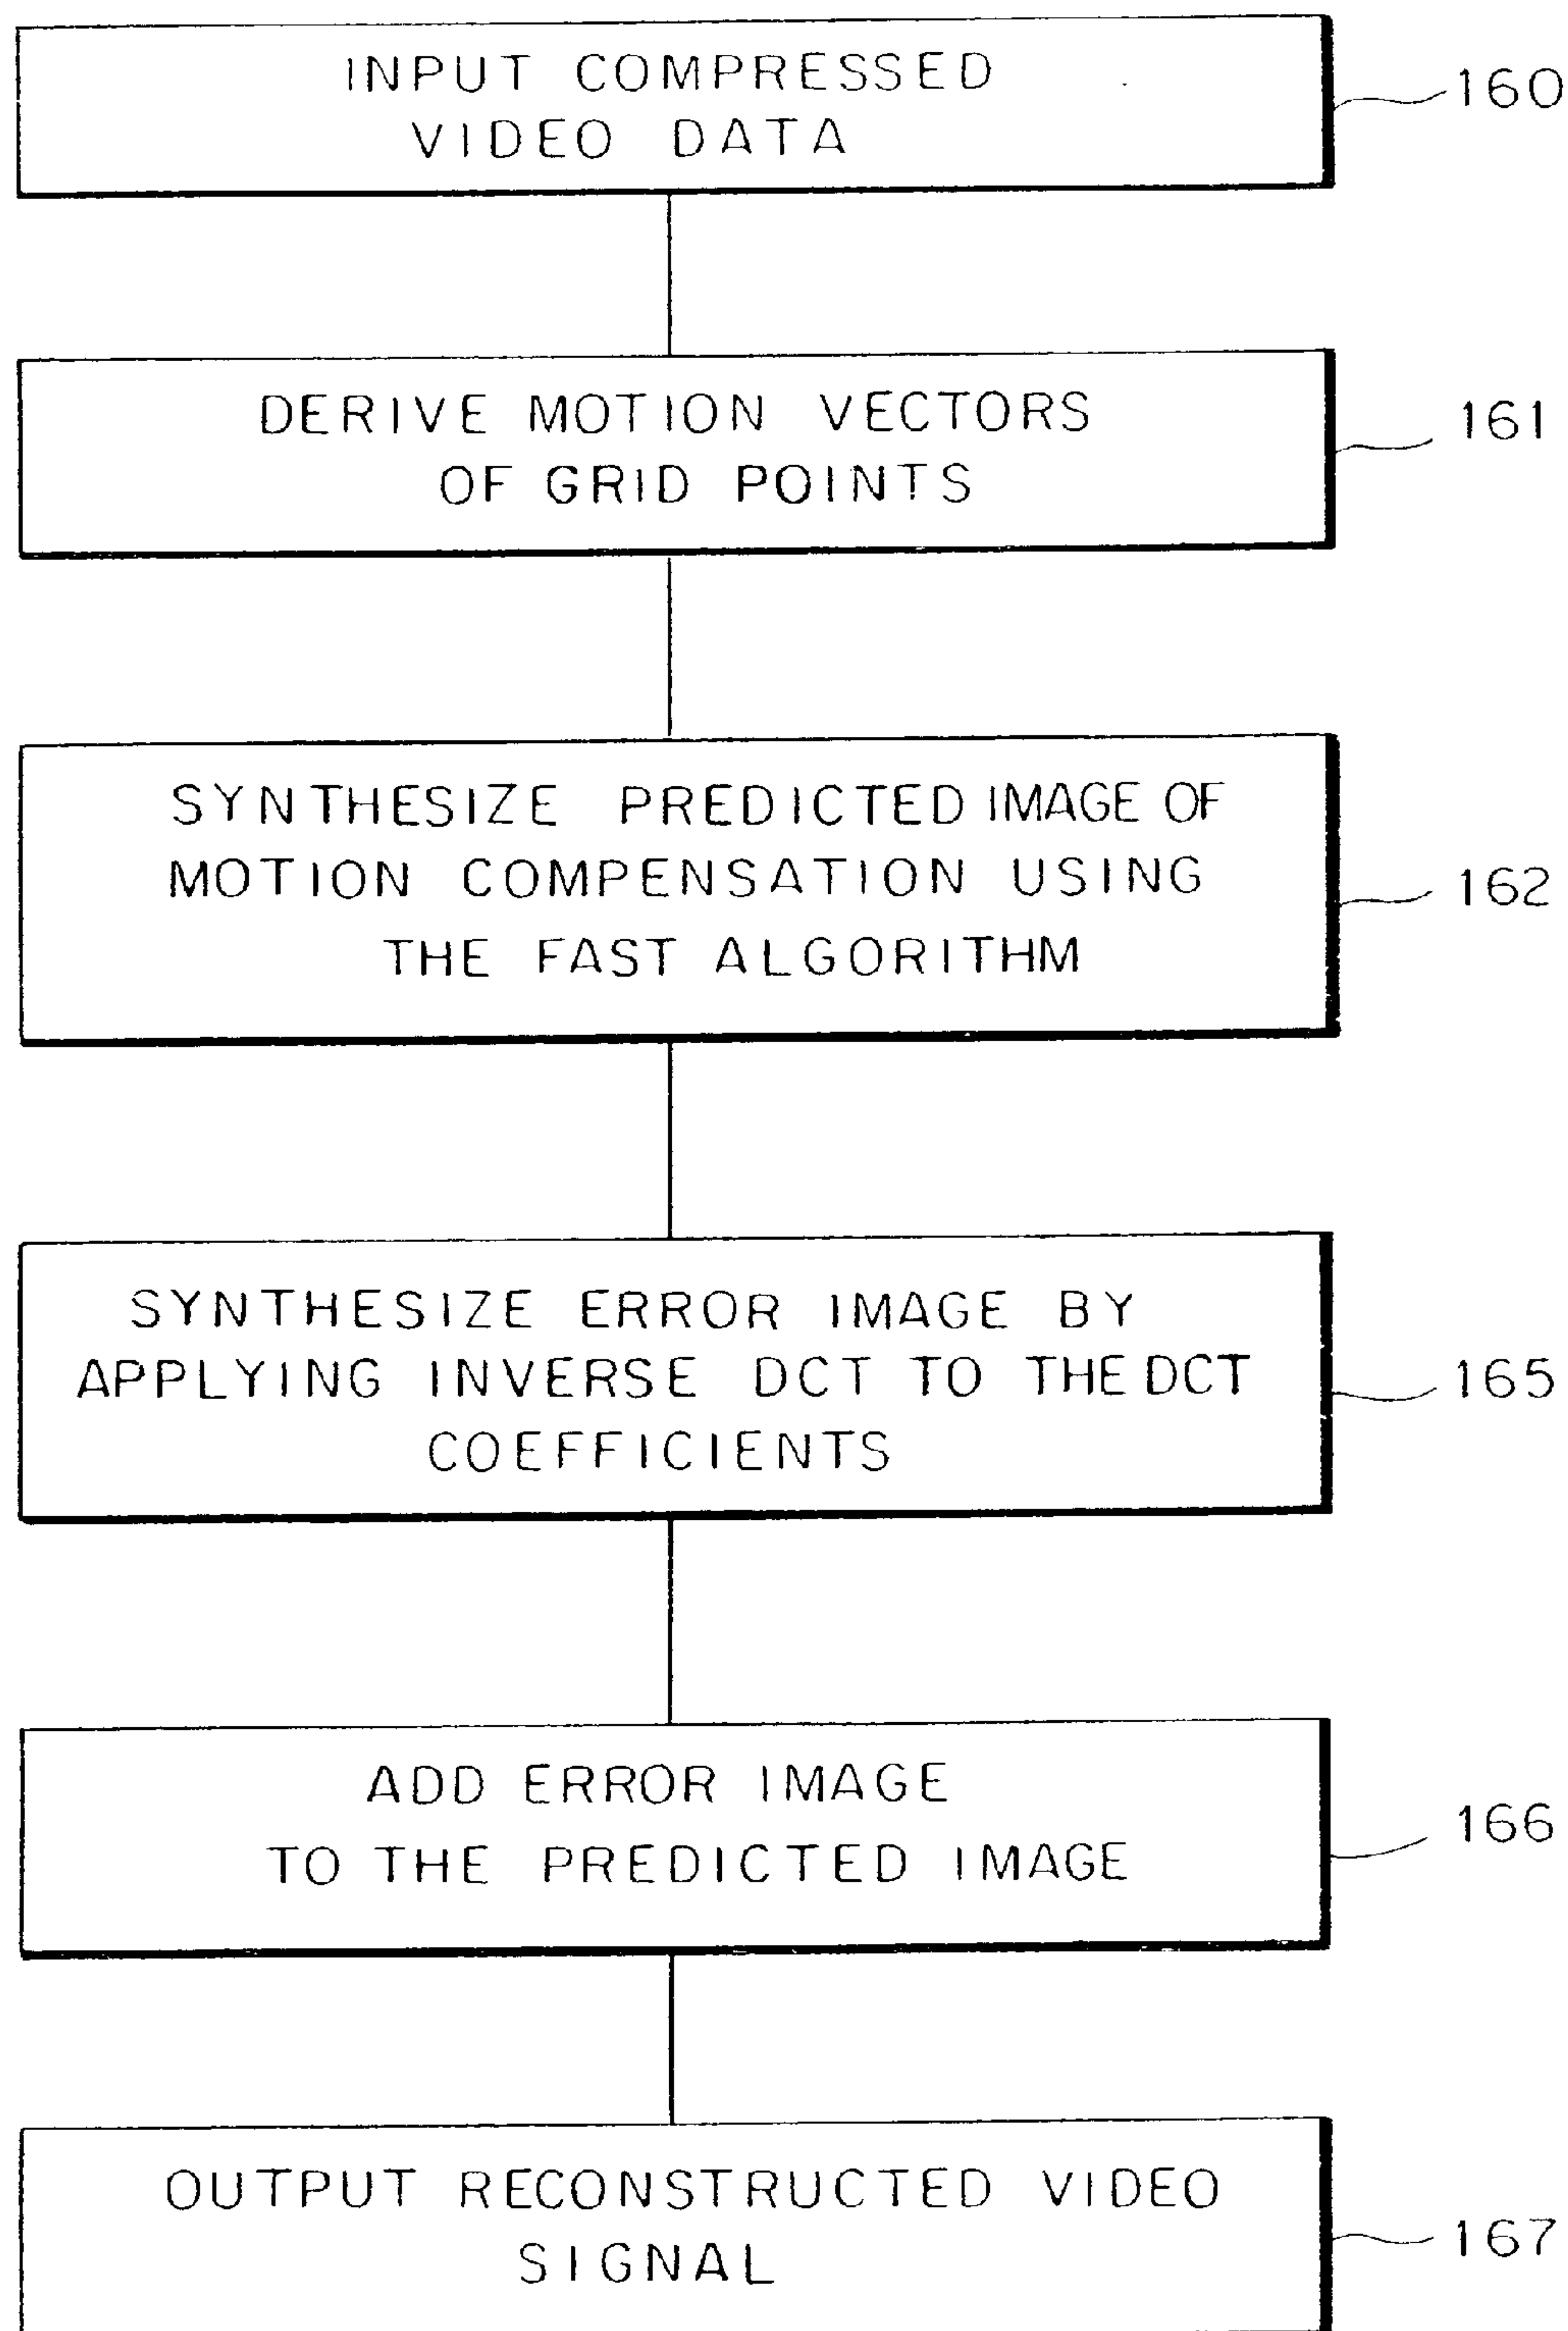 INPUT COMPRESSED
VIDEO DATA
160
DERIVE MOTION VECTORS
OF GRID POINTS
161
SYNTHESIZE PREDICTED IMAGE OF
MOTION COMPENSATION USING
THE FAST ALGORITHM
162
SYNTHESIZE ERROR IMAGE BY
APPLYING INVERSE DCT TO THE DCT
COEFFICIENTS
165
ADD ERROR IMAGE
TO THE PREDICTED IMAGE
166
OUTPUT RECONSTRUCTED VIDEO
SIGNAL
167